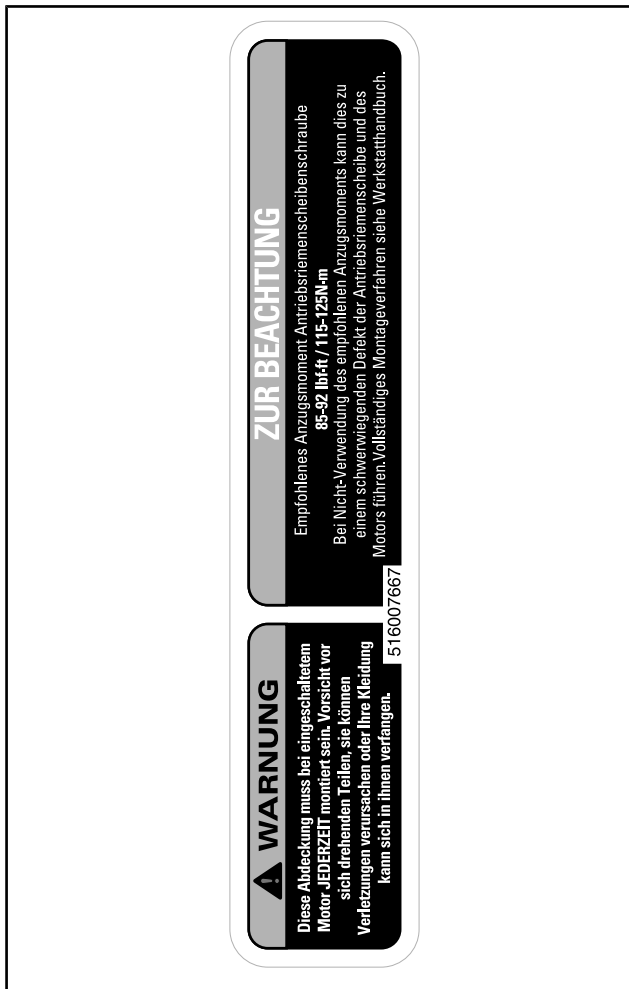 WARNUNG
Diese Abdeckung muss bei eingeschaltetem
Motor JEDERZEIT montiert sein. Vorsicht vor
sich drehenden Teilen, sie können
Verletzungen verursachen oder Ihre Kleidung
kann sich in ihnen verfangen.
ZUR BEACHTUNG
Empfohlenes Anzugsmoment Antriebsriemenscheibenschraube
85-92 lbf-ft / 115-125N-m
Bei Nicht-Verwendung des empfohlenen Anzugsmoments kann dies zu
einem schwerwiegenden Defekt der Antriebsriemenscheibe und des
Motors führen.Vollständiges Montageverfahren siehe Werkstatthandbuch.
516007667